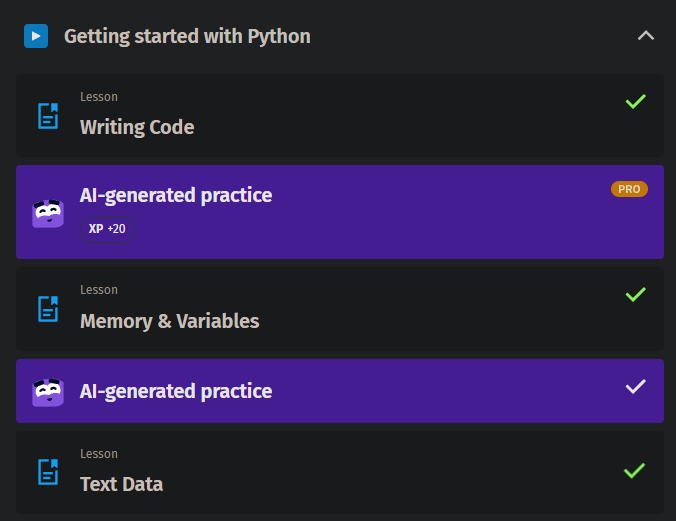 Getting started with Python
Lesson
Writing Code
AI-generated practice
PRO
XP +20
Lesson
Memory & Variables
AI-generated practice
Lesson
Text Data